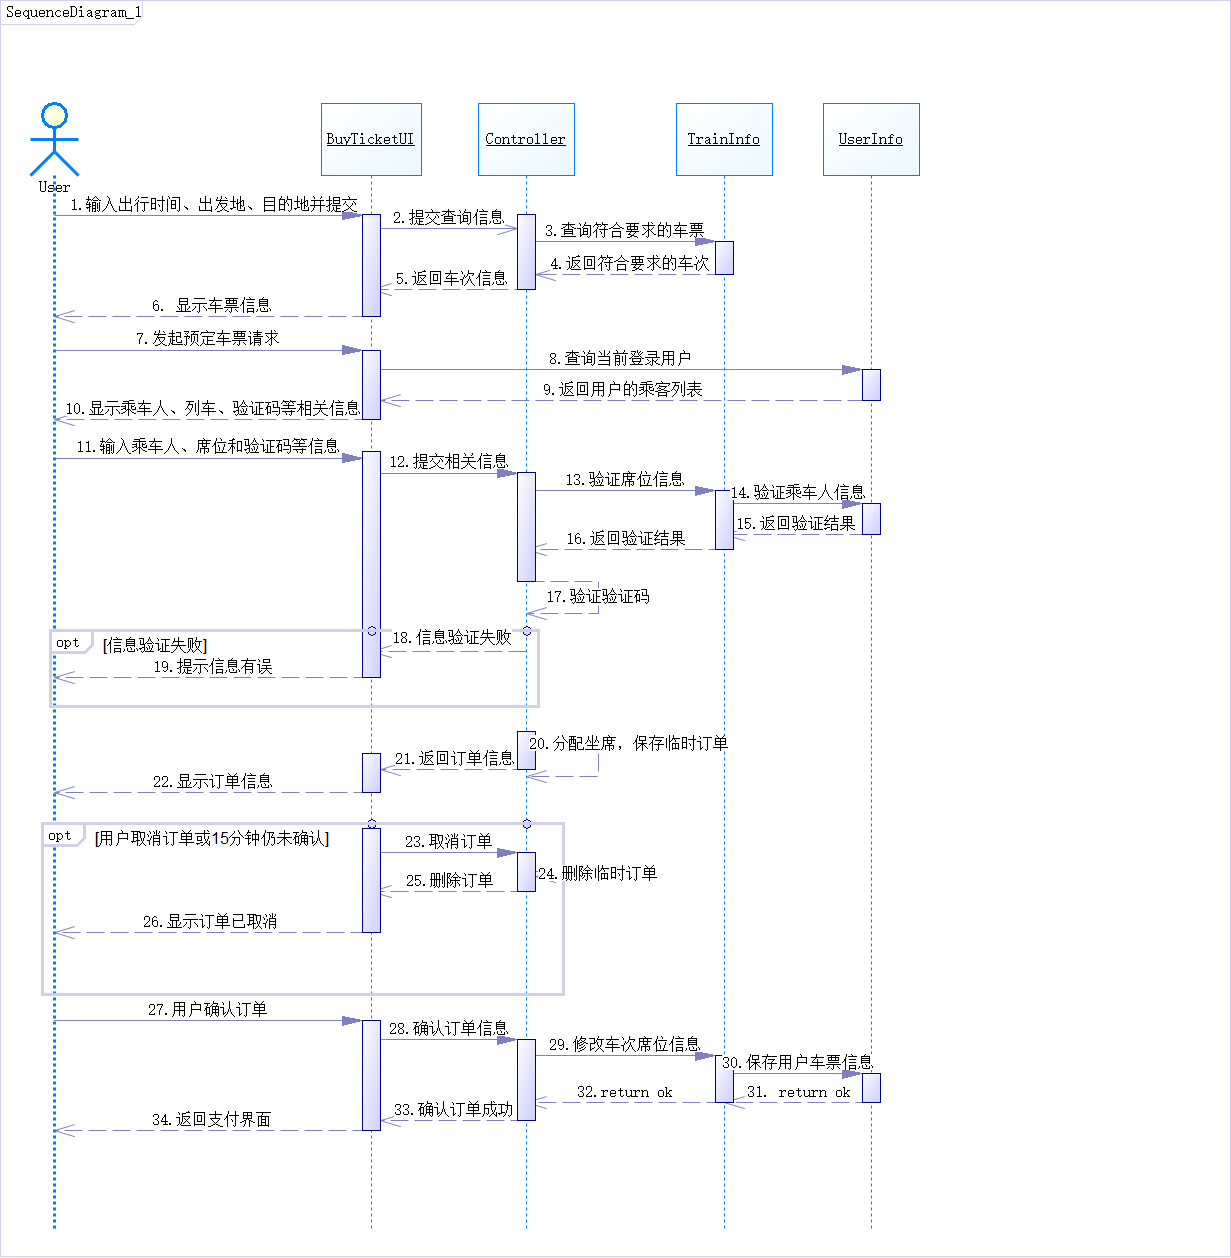 SequenceDiagram_1
User
BuyTicketUI
Controller
TrainInfo
UserInfo
1.输入出行时间、出发地、目的地并提交
2.提交查询信息
3.查询符合要求的车票
4.返回符合要求的车次
5.返回车次信息
6. 显示车票信息
7.发起预定车票请求
8.查询当前登录用户
9.返回用户的乘客列表
10.显示乘车人、列车、验证码等相关信息
11.输入乘车人、席位和验证码等信息
12.提交相关信息
13.验证席位信息
14.验证乘车人信息
15.返回验证结果
16.返回验证结果
17.验证验证码
opt
[信息验证失败]
18.信息验证失败
19.提示信息有误
20.分配坐席，保存临时订单
21.返回订单信息
22.显示订单信息
opt
[用户取消订单或15分钟仍未确认]
23.取消订单
24.删除临时订单
25.删除订单
26.显示订单已取消
27.用户确认订单
28.确认订单信息
29.修改车次席位信息
30.保存用户车票信息
31. return ok
32.return ok
33.确认订单成功
34.返回支付界面